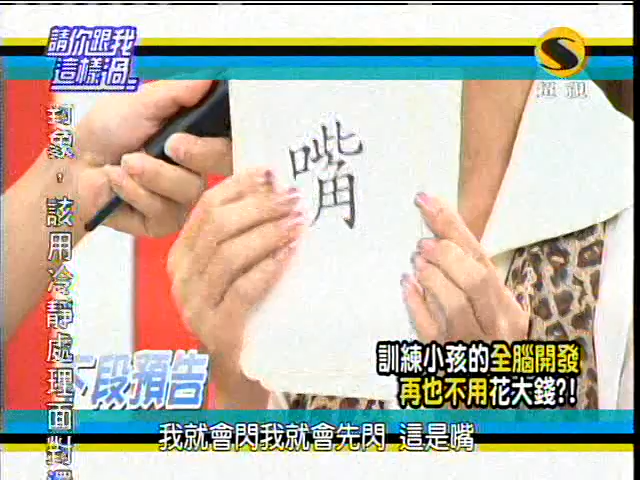 請你跟我
這樣過
超視
對象，該用冷靜處理面對
嘴
下段預告
訓練小孩的全腦開發
再也不用花大錢?!
我就會閃我就會先閃 這是嘴